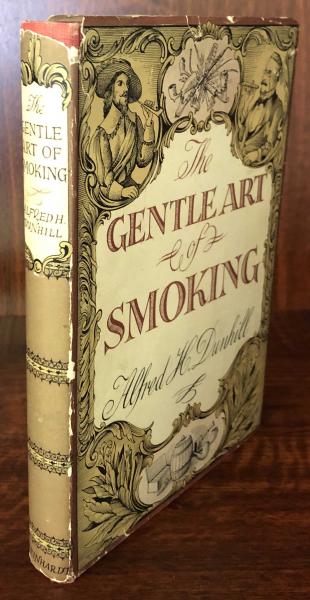 The
GENTLE
ART OF
SMOKING
ALFRED H.
DUNHILL
The
GENTLE ART
of
SMOKING
Alfred H. Dunhill